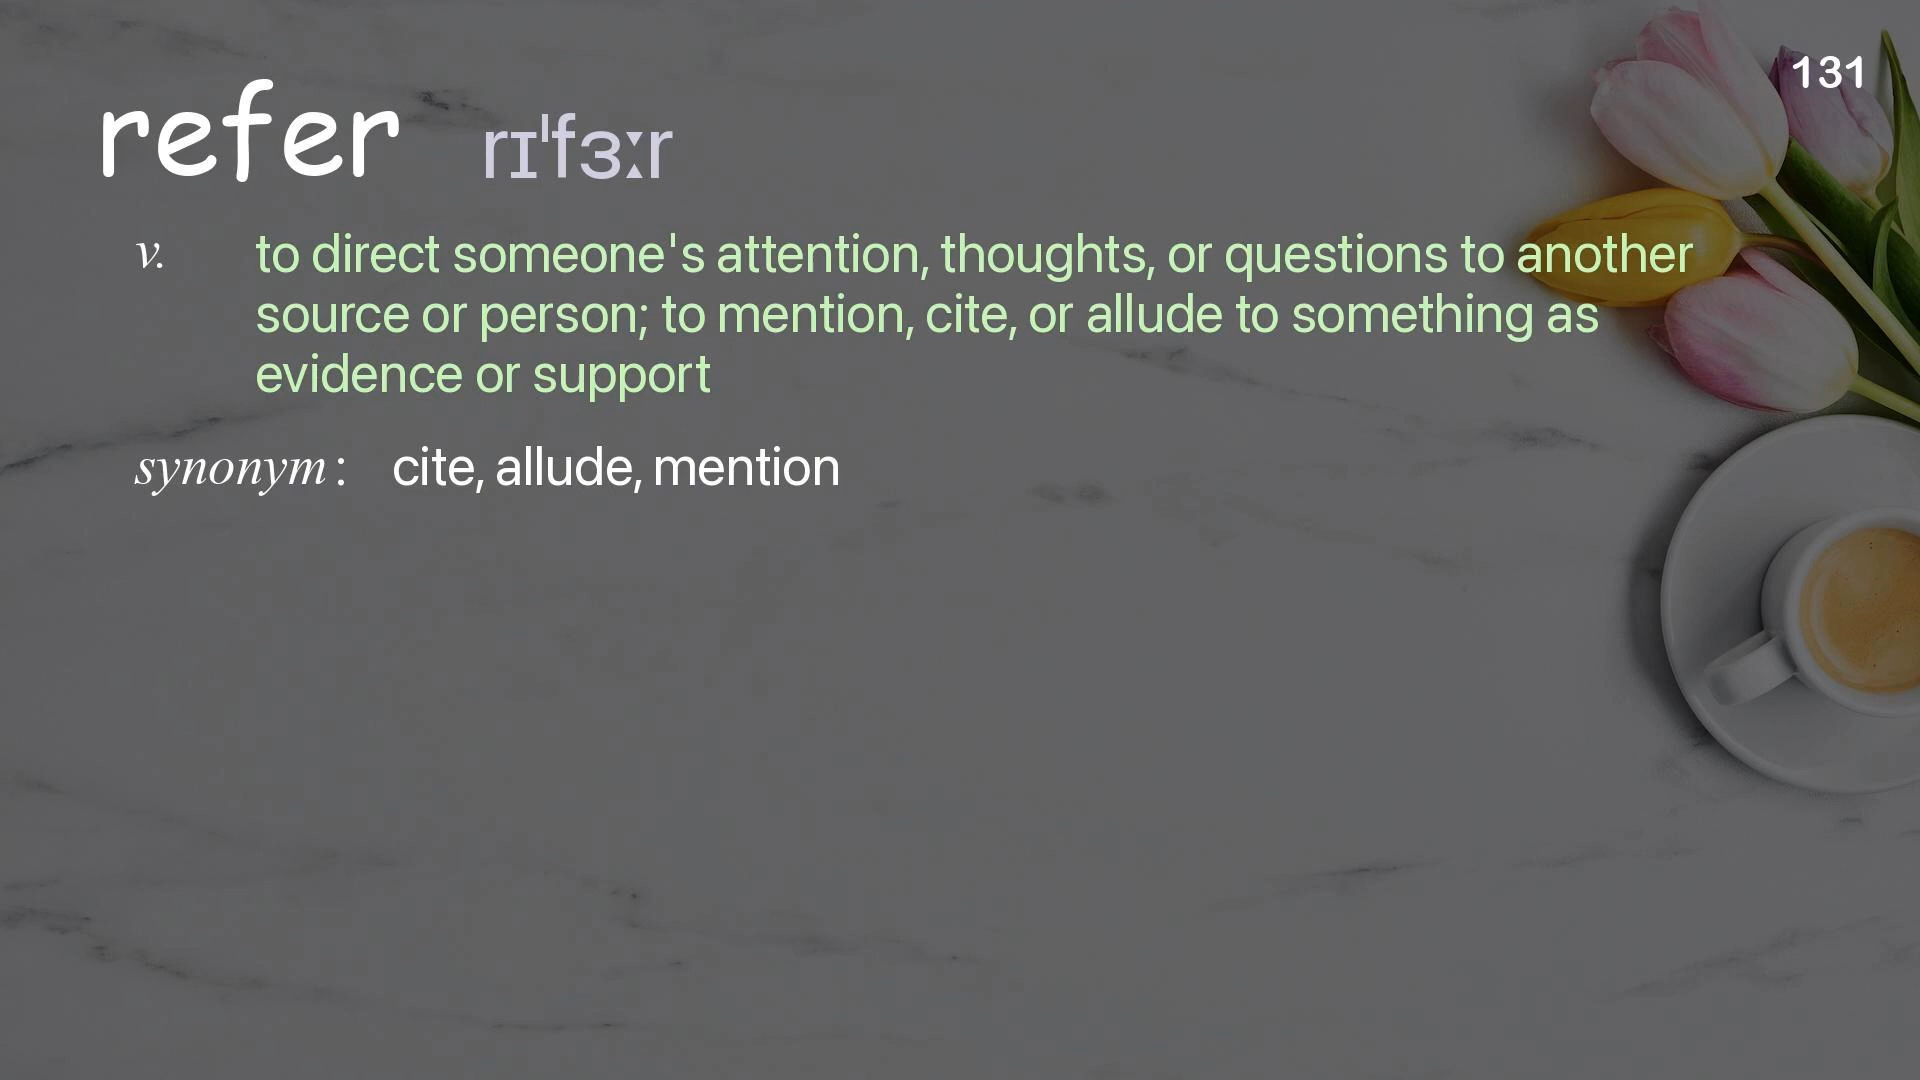 131
refer rɪˈfɜːr
v. to direct someone's attention, thoughts, or questions to another
source or person; to mention, cite, or allude to something as
evidence or support
synonym: cite, allude, mention